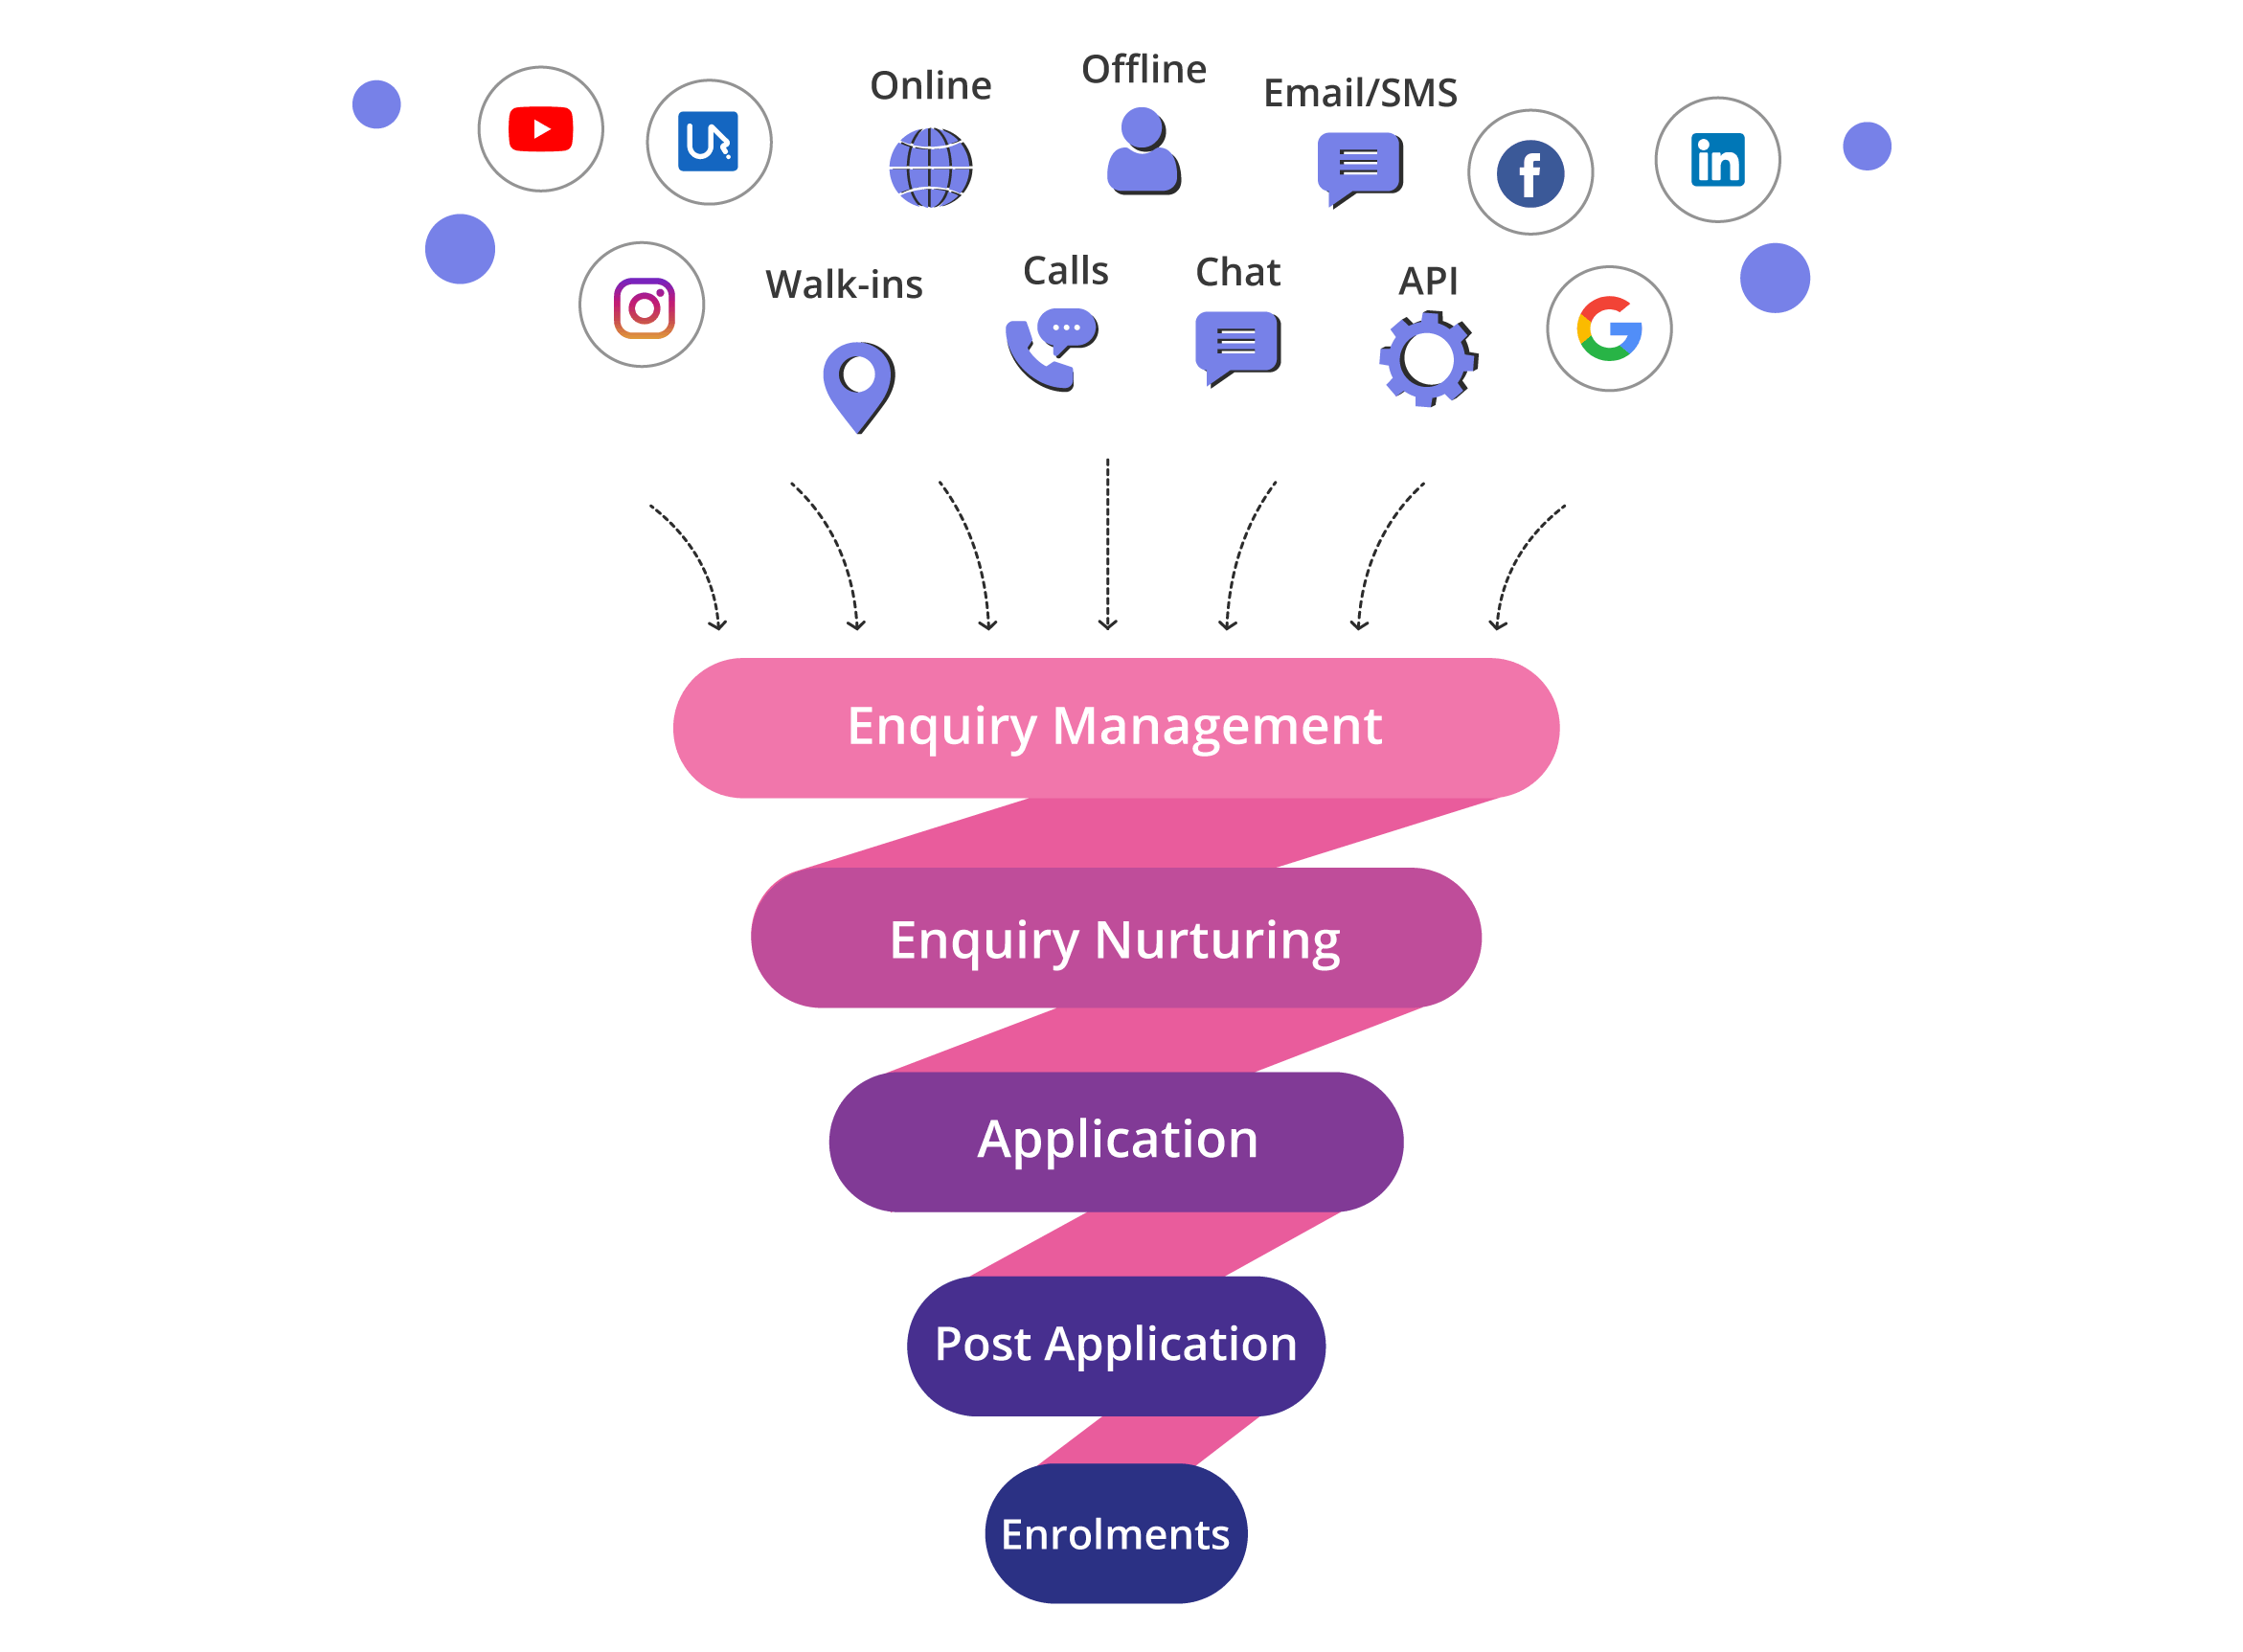 Online
Offline
Email/SMS
Walk-ins
Calls
Chat
API
Enquiry Management
Enquiry Nurturing
Application
Post Application
Enrolments